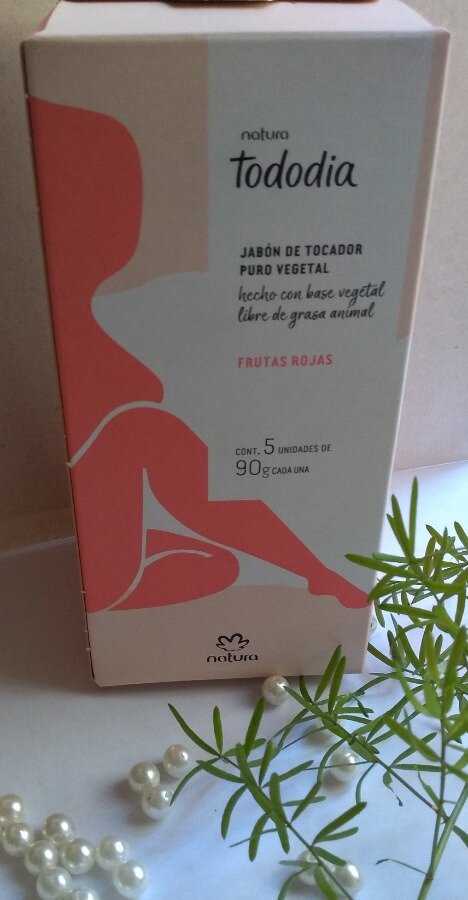 natura
Tododia
JABÓN DE TOCADOR
PURO VEGETAL
hecho con base vegetal
libre de grasa animal
FRUTAS ROJAS
CONT. 5 UNIDADES DE
90g CADA UNA
natura